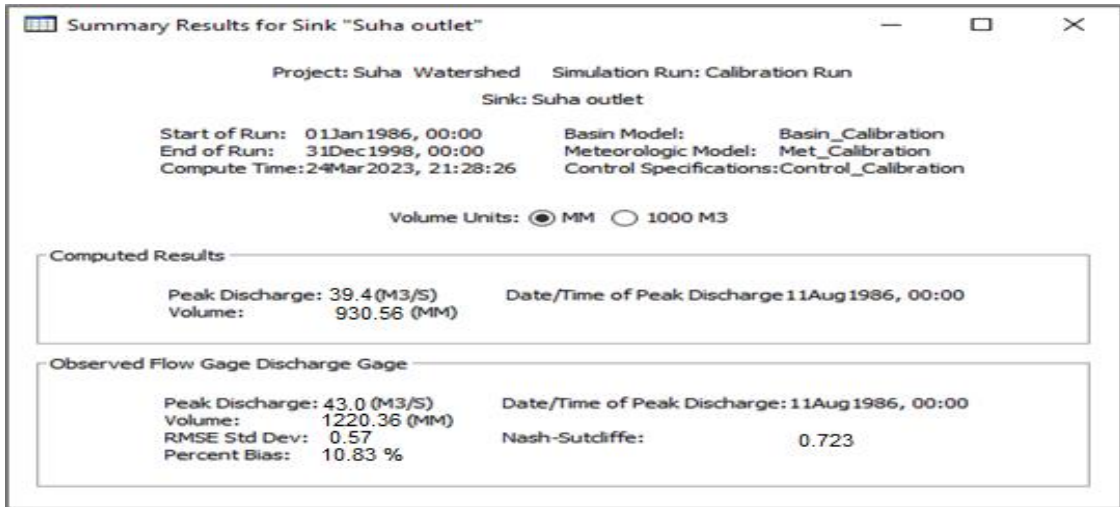 Summary Results for Sink "Suha outlet"
Project: Suha Watershed Simulation Run: Calibration Run
Sink: Suha outlet
Start of Run: 01Jan1986, 00:00 Basin Model: Basin_Calibration
End of Run: 31Dec1998, 00:00 Meteorologic Model: Met_Calibration
Compute Time:24Mar2023, 21:28:26 Control Specifications:Control_Calibration
Volume Units: MM 1000 M3
Computed Results
Peak Discharge: 39.4(M3/S) Date/Time of Peak Discharge11Aug1986, 00:00
Volume: 930.56 (MM)
Observed Flow Gage Discharge Gage
Peak Discharge: 43.0 (M3/S) Date/Time of Peak Discharge:11Aug1986, 00:00
Volume: 1220.36 (MM)
RMSE Std Dev: 0.57 Nash-Sutcliffe: 0.723
Percent Bias: 10.83 %